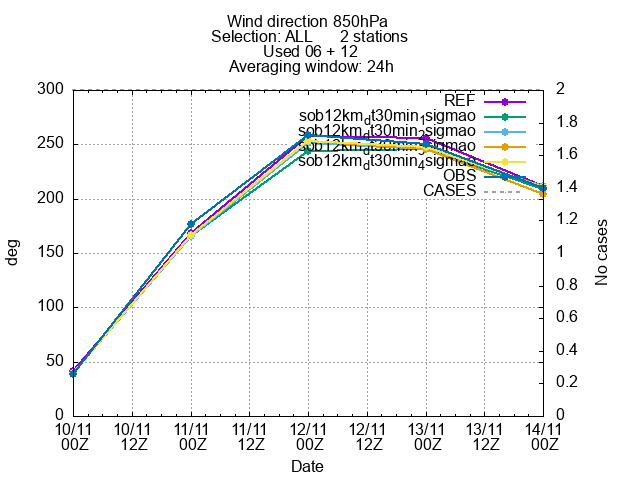 Wind direction 850hPa
Selection: ALL 2 stations
Used 06 + 12
Averaging window: 24h
REF
sob12km_dt30min_1sigmao
sob12km_dt30min_2sigmao
sigmao
sob12km_dt30min_4sigmao
OBS
CASES
deg
300
250
200
150
100
50
0
No cases
2
1.8
1.6
1.4
1.2
1
0.8
0.6
0.4
0.2
0
10/11 10/11 11/11 11/11 12/11 12/11 13/11 13/11 14/11
00Z 12Z 00Z 12Z 00Z 12Z 00Z 12Z 00Z
Date